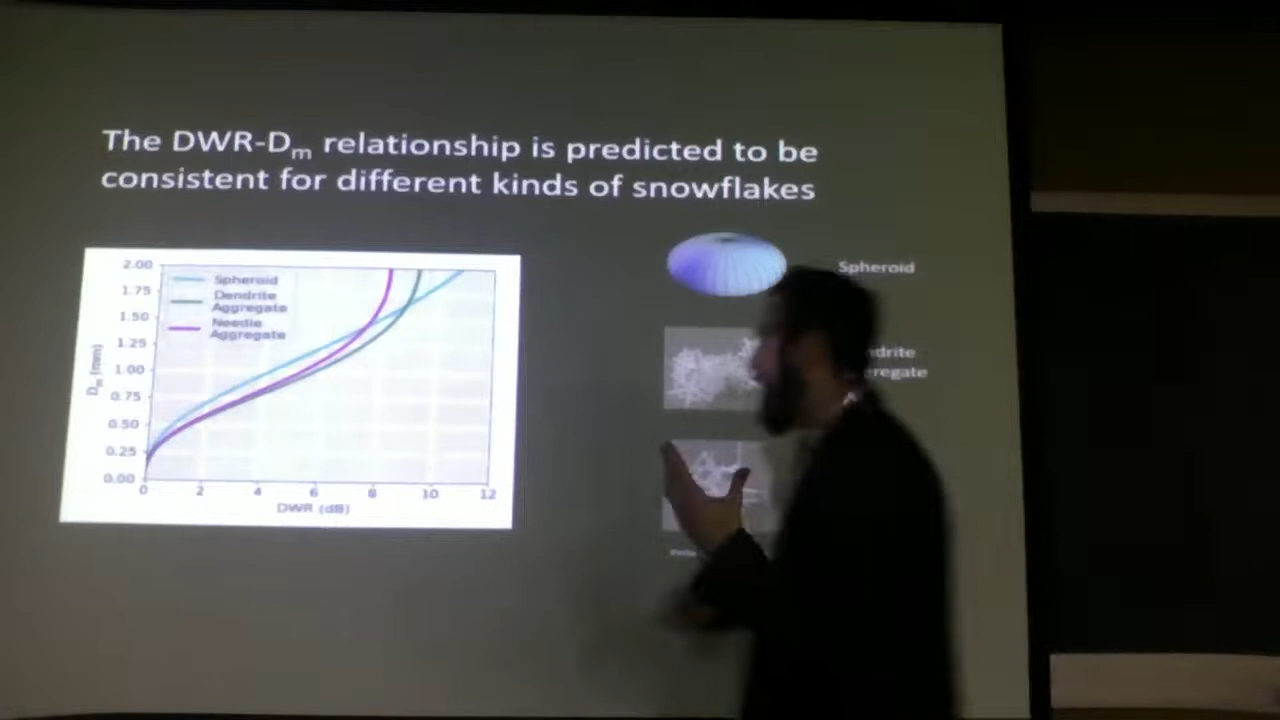 The DWR-Dm relationship is predicted to be
consistent for different kinds of snowflakes
2.00
1.75
1.50
1.25
1.00
0.75
0.50
0.25
0.00
Dm (mm)
Spheroid
Dendrite
Aggregate
Needle
Aggregate
0 2 4 6 8 10 12
DWR (dB)
Spheroid
ndrite
regate